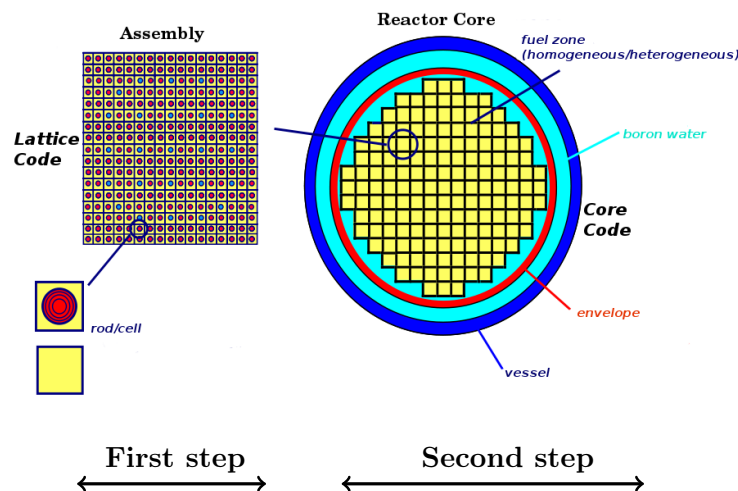 Assembly
Reactor Core
fuel zone
(homogeneous/heterogeneous)
Lattice
Code
boron water
Core
Code
rod/cell
envelope
vessel
First step
Second step